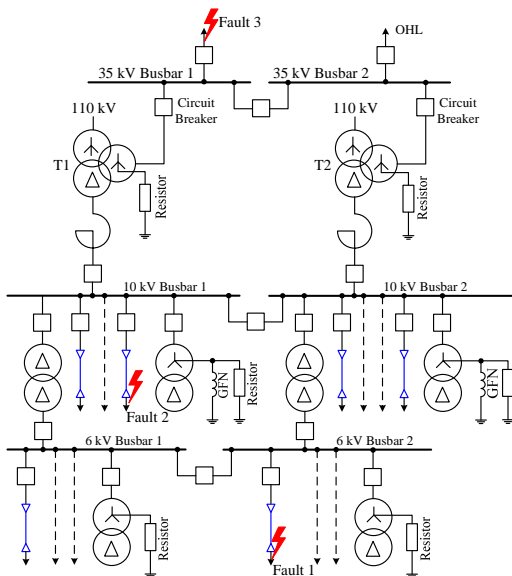 Fault 3
OHL
35 kV Busbar 1
35 kV Busbar 2
Circuit
Breaker
Circuit
Breaker
110 kV
110 kV
T1
T2
Resistor
Resistor
10 kV Busbar 1
10 kV Busbar 2
GFN
Resistor
GFN
Fault 2
6 kV Busbar 1
6 kV Busbar 2
Resistor
Resistor
Fault 1